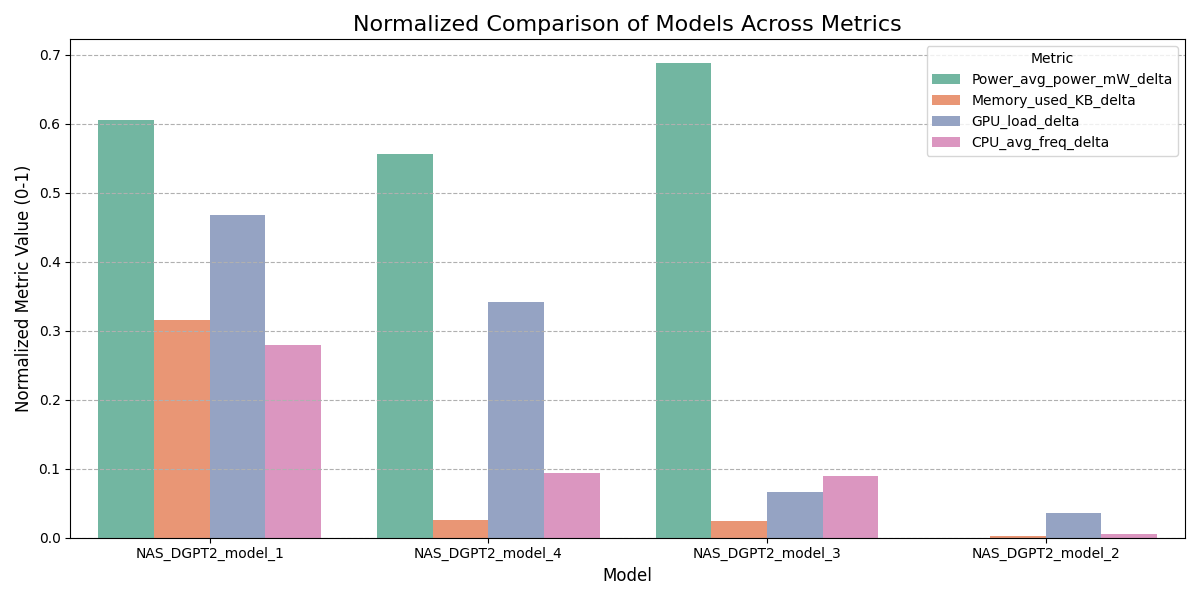 Normalized Comparison of Models Across Metrics
Normalized Metric Value (0-1)
0.7
0.6
0.5
0.4
0.3
0.2
0.1
0.0
Metric
Power_avg_power_mW_delta
Memory_used_KB_delta
GPU_load_delta
CPU_avg_freq_delta
NAS_DGPT2_model_1
NAS_DGPT2_model_4
NAS_DGPT2_model_3
NAS_DGPT2_model_2
Model